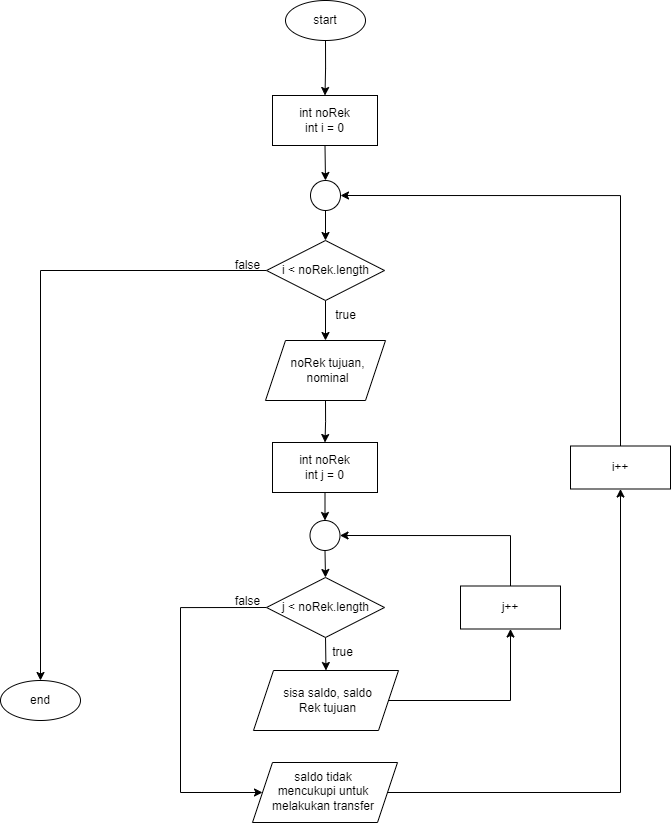 start
int noRek
int i = 0
false
i < noRek.length
true
noRek tujuan,
nominal
int noRek
int j = 0
i++
false
j < noRek.length
j++
true
sisa saldo, saldo
Rek tujuan
end
saldo tidak
mencukupi untuk
melakukan transfer